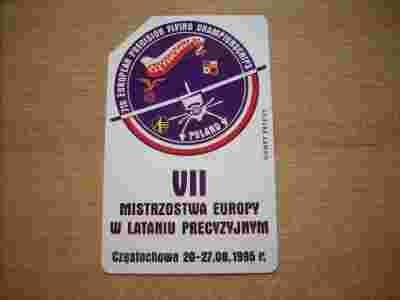 7TH EUROPEAN PRECISION FLYING CHAMPIONSHIPS
POLAND
VII
MISTRZOSTWA EUROPY
W LATANIU PRECYZYJNYM
Częstochowa 20-27.08.1995 r.